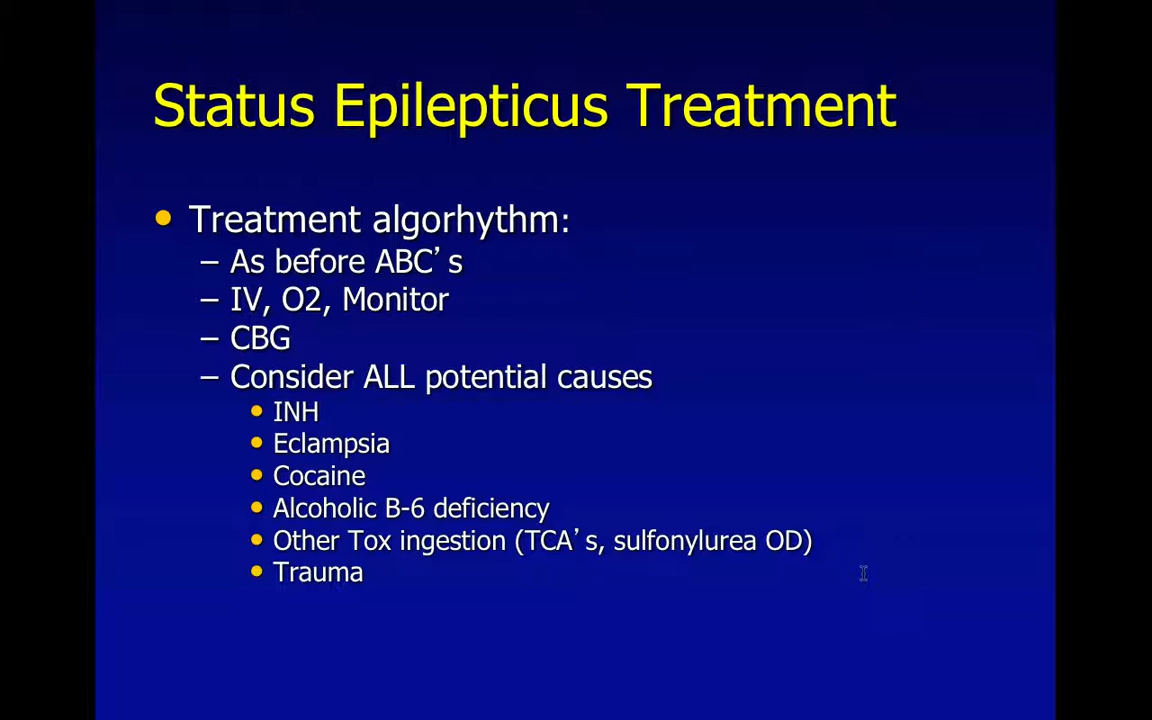 Status Epilepticus Treatment
• Treatment algorhythm:
– As before ABC’s
– IV, O2, Monitor
– CBG
– Consider ALL potential causes
• INH
• Eclampsia
• Cocaine
• Alcoholic B-6 deficiency
• Other Tox ingestion (TCA’s, sulfonylurea OD)
• Trauma